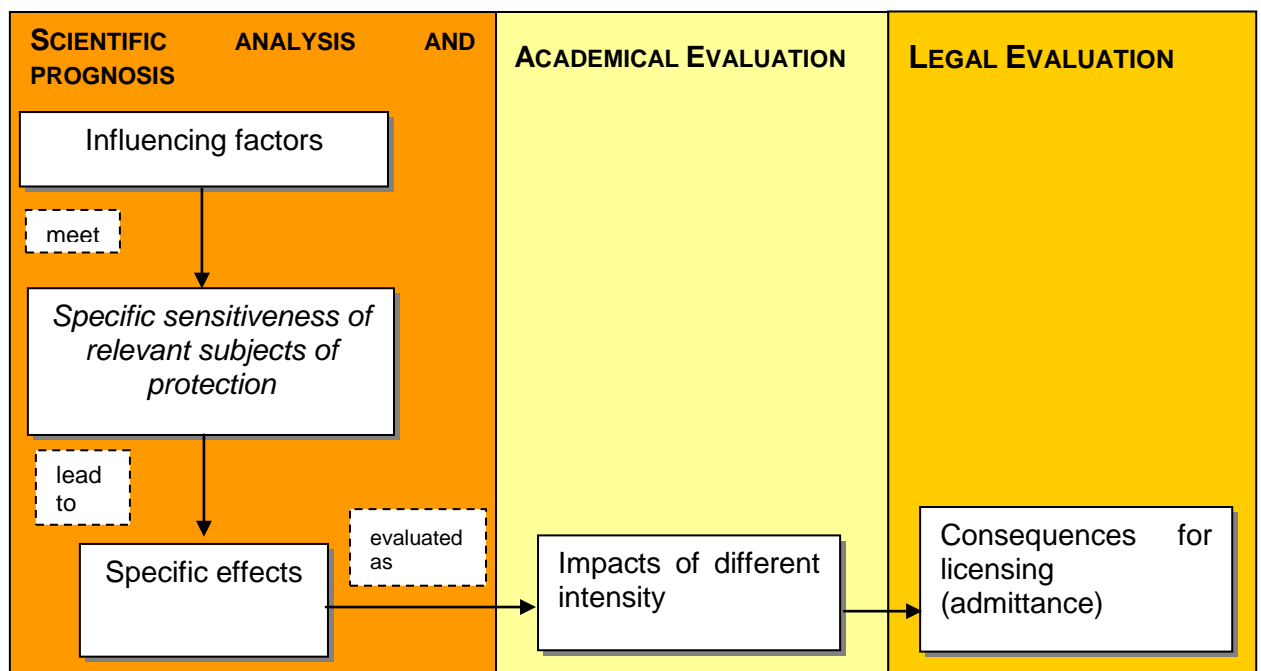 SCIENTIFIC ANALYSIS AND
PROGNOSIS
Influencing factors
meet
Specific sensitiveness of
relevant subjects of
protection
lead
to
Specific effects
evaluated
as
ACADEMICAL EVALUATION
Impacts of different
intensity
LEGAL EVALUATION
Consequences for
licensing
(admittance)